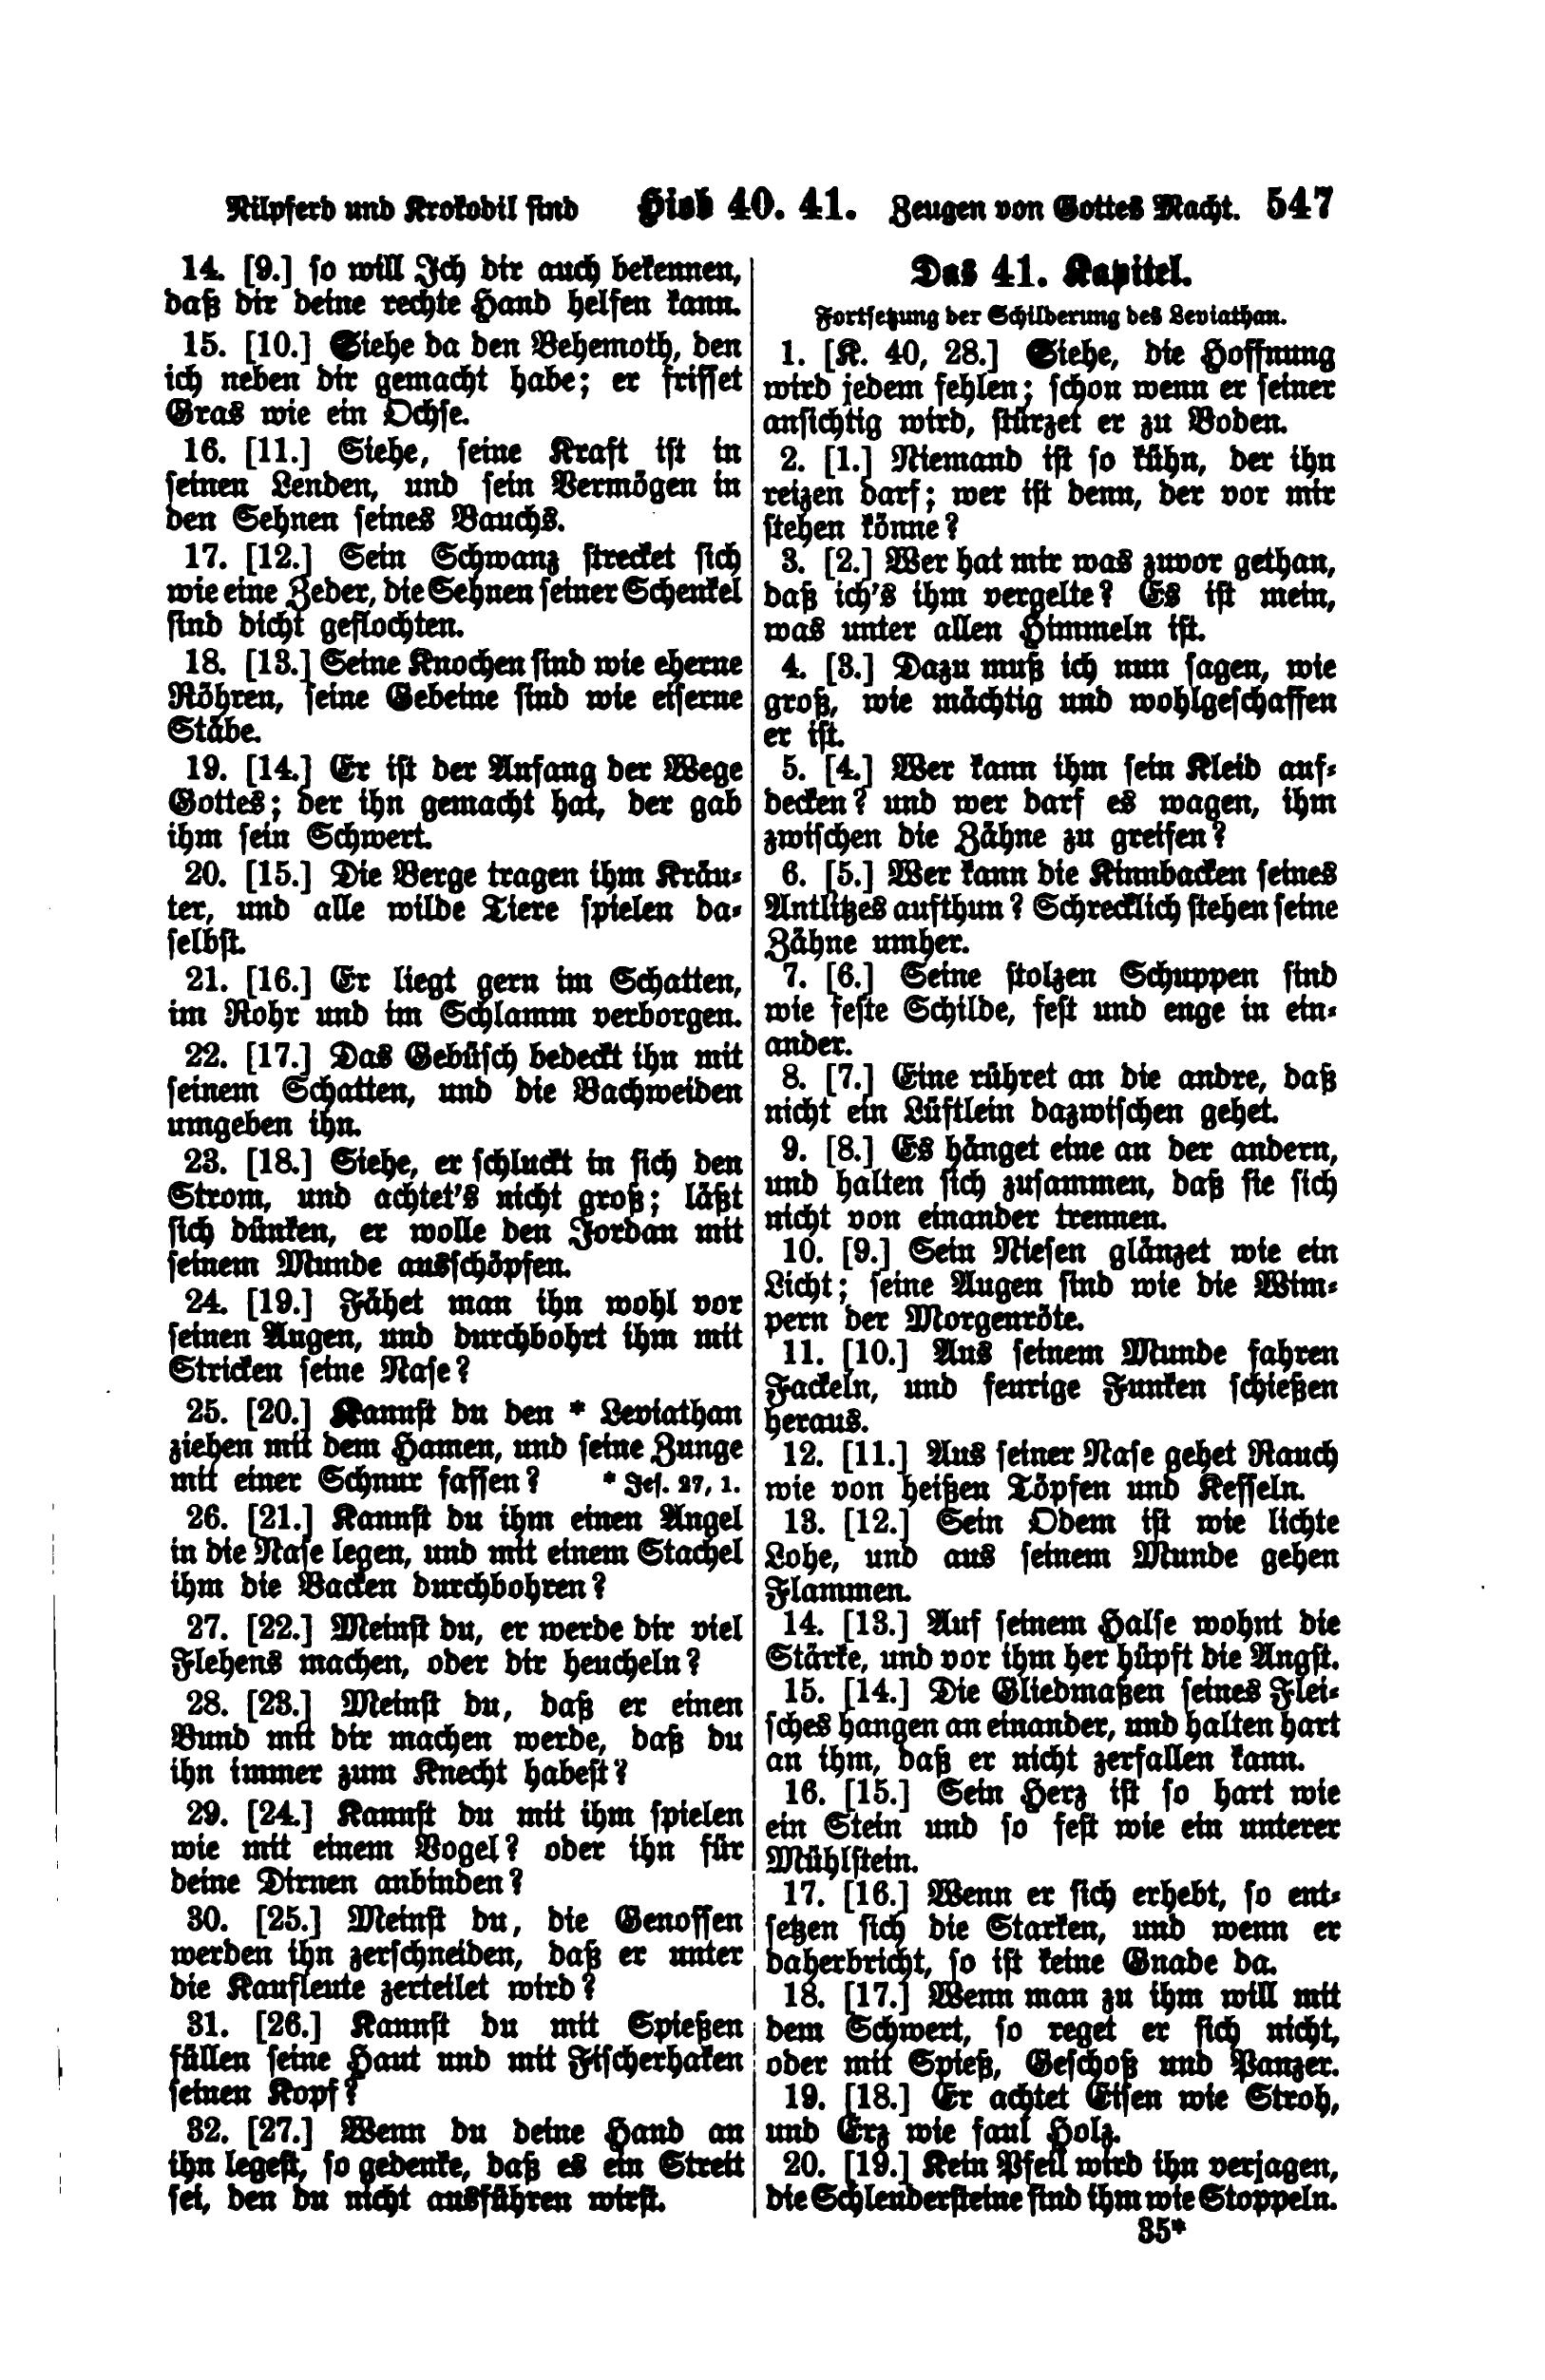 Nilpferd und Krokodil sind Hiob 40. 41. Zeugen von Gottes Macht. 547
14. [9.] so will Ich dir auch bekennen,
daß dir deine rechte Hand helfen kann.
15. [10.] Siehe da den Behemoth, den
ich neben dir gemacht habe; er frisset
Gras wie ein Ochse.
16. [11.] Siehe, seine Kraft ist in
seinen Lenden, und sein Vermögen in
den Sehnen seines Bauchs.
17. [12.] Sein Schwanz strecket sich
wie eine Zeder, die Sehnen seiner Schenkel
sind dicht geflochten.
18. [13.] Seine Knochen sind wie eherne
Röhren, seine Gebeine sind wie eiserne
Stäbe.
19. [14.] Er ist der Anfang der Wege
Gottes; der ihn gemacht hat, der gab
ihm sein Schwert.
20. [15.] Die Berge tragen ihm Kräu-
ter, und alle wilde Tiere spielen da-
selbst.
21. [16.] Er liegt gern im Schatten,
im Rohr und im Schlamm verborgen.
22. [17.] Das Gebüsch bedeckt ihn mit
seinem Schatten, und die Bachweiden
umgeben ihn.
23. [18.] Siehe, er schluckt in sich den
Strom, und achtet's nicht groß; läßt
sich dünken, er wolle den Jordan mit
seinem Munde ausschöpfen.
24. [19.] Fähet man ihn wohl vor
seinen Augen, und durchbohrt ihm mit
Stricken seine Nase?
25. [20.] Kannst du den * Leviathan
ziehen mit dem Hamen, und seine Zunge
mit einer Schnur fassen? * Jes. 27, 1.
26. [21.] Kannst du ihm einen Angel
in die Nase legen, und mit einem Stachel
ihm die Backen durchbohren?
27. [22.] Meinst du, er werde dir viel
Flehens machen, oder dir heucheln?
28. [23.] Meinst du, daß er einen
Bund mit dir machen werde, daß du
ihn immer zum Knecht habest?
29. [24.] Kannst du mit ihm spielen
wie mit einem Vogel? oder ihn für
deine Dirnen anbinden?
30. [25.] Meinst du, die Genossen
werden ihn zerschneiden, daß er unter
die Kaufleute zerteilet wird?
31. [26.] Kannst du mit Spießen
füllen seine Haut und mit Fischerhaken
seinen Kopf?
32. [27.] Wenn du deine Hand an
ihn legest, so gedenke, daß es ein Streit
sei, den du nicht ausführen wirst.
Das 41. Kapitel.
Fortsetzung der Schilderung des Leviathan.
1. [K. 40, 28.] Siehe, die Hoffnung
wird jedem fehlen; schon wenn er seiner
ansichtig wird, stürzet er zu Boden.
2. [1.] Niemand ist so kühn, der ihn
reizen darf; wer ist denn, der vor mir
stehen könne?
3. [2.] Wer hat mir was zuvor gethan,
daß ich's ihm vergelte? Es ist mein,
was unter allen Himmeln ist.
4. [3.] Dazu muß ich nun sagen, wie
groß, wie mächtig und wohlgeschaffen
er ist.
5. [4.] Wer kann ihm sein Kleid auf-
decken? und wer darf es wagen, ihm
zwischen die Zähne zu greifen?
6. [5.] Wer kann die Kinnbacken seines
Antlitzes aufthun? Schrecklich stehen seine
Zähne umher.
7. [6.] Seine stolzen Schuppen sind
wie feste Schilde, fest und enge in ein-
ander.
8. [7.] Eine rühret an die andre, daß
nicht ein Lüftlein dazwischen gehet.
9. [8.] Es hänget eine an der andern,
und halten sich zusammen, daß sie sich
nicht von einander trennen.
10. [9.] Sein Niesen glänzet wie ein
Licht; seine Augen sind wie die Wim-
pern der Morgenröte.
11. [10.] Aus seinem Munde fahren
Fackeln, und feurige Funken schießen
heraus.
12. [11.] Aus seiner Nase gehet Rauch
wie von heißen Töpfen und Kesseln.
13. [12.] Sein Odem ist wie lichte
Lohe, und aus seinem Munde gehen
Flammen.
14. [13.] Auf seinem Halse wohnt die
Stärke, und vor ihm her hüpft die Angst.
15. [14.] Die Gliedmaßen seines Flei-
sches hangen an einander, und halten hart
an ihm, daß er nicht zerfallen kann.
16. [15.] Sein Herz ist so hart wie
ein Stein und so fest wie ein unterer
Mühlstein.
17. [16.] Wenn er sich erhebt, so ent-
setzen sich die Starken, und wenn er
daherbricht, so ist keine Gnade da.
18. [17.] Wenn man zu ihm will mit
dem Schwert, so reget er sich nicht,
oder mit Spieß, Geschoß und Panzer.
19. [18.] Er achtet Eisen wie Stroh,
und Erz wie faul Holz.
20. [19.] Kein Pfeil wird ihn verjagen,
die Schleudersteine sind ihm wie Stoppeln.
35*